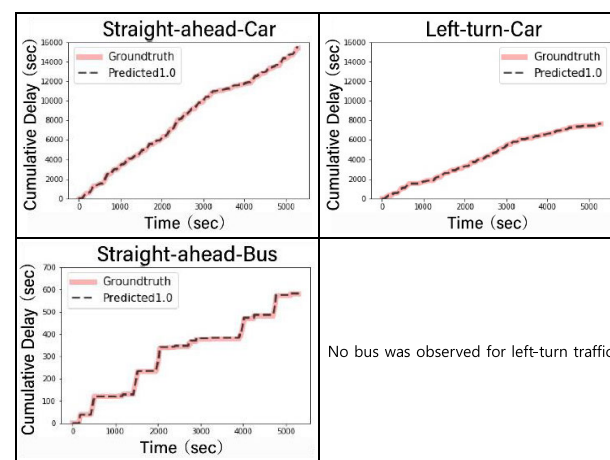 Straight-ahead-Car
16000
14000
12000
10000
8000
6000
4000
2000
0
Cumulative Delay (sec)
Groundtruth
Predicted1.0
0 1000 2000 3000 4000 5000
Time (sec)
Left-turn-Car
16000
14000
12000
10000
8000
6000
4000
2000
0
Cumulative Delay (sec)
Groundtruth
Predicted1.0
0 1000 2000 3000 4000 5000
Time (sec)
Straight-ahead-Bus
700
600
500
400
300
200
100
0
Cumulative Delay (sec)
Groundtruth
Predicted1.0
0 1000 2000 3000 4000 5000
Time (sec)
No bus was observed for left-turn traffic